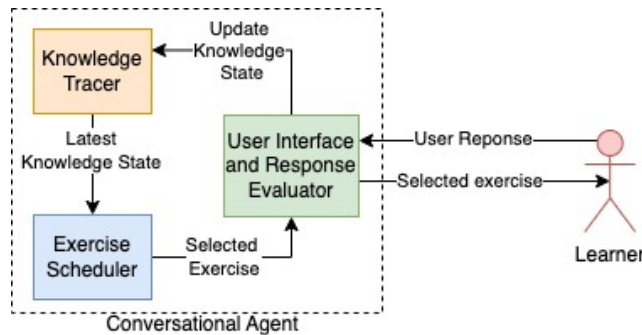 Update
Knowledge
State
Knowledge
Tracer
Latest
Knowledge State
User Interface
and Response
Evaluator
User Reponse
Selected exercise
Exercise
Scheduler
Selected
Exercise
Learner
Conversational Agent